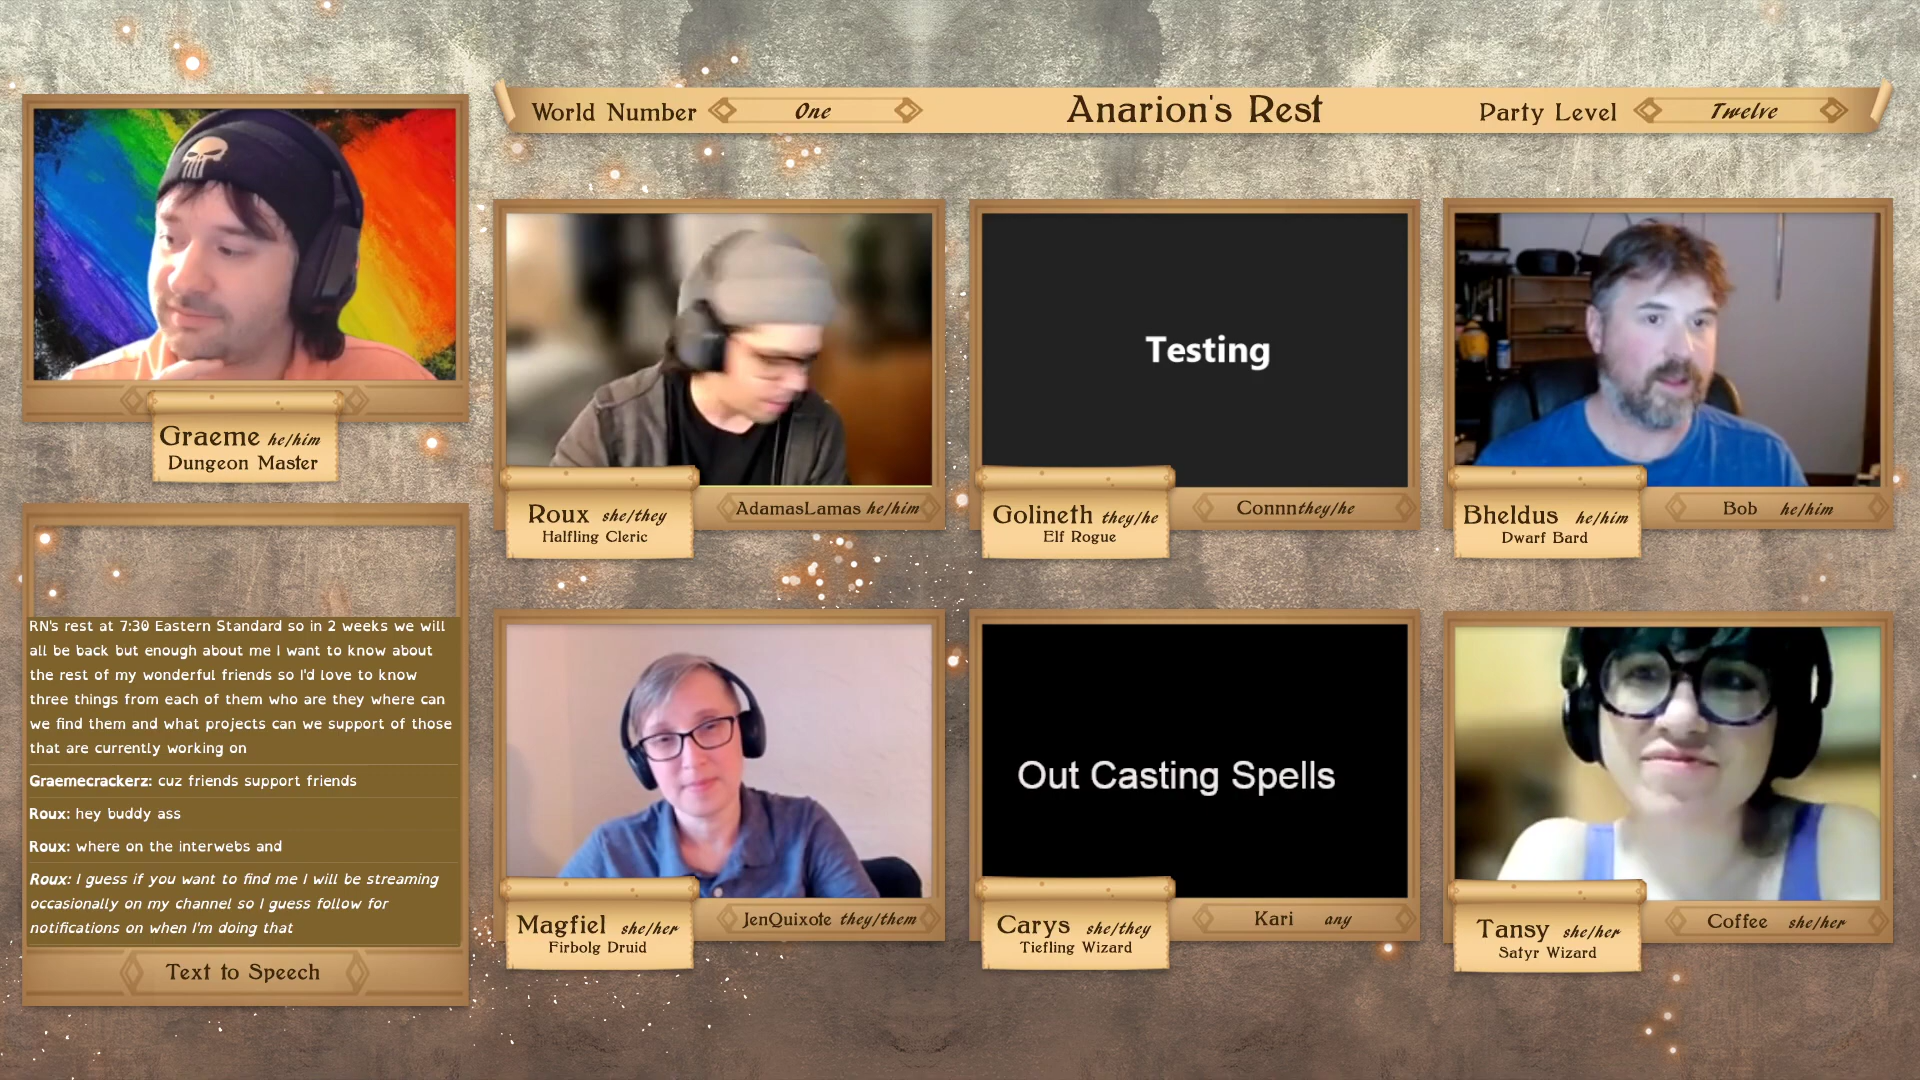 World Number One Anarion's Rest Party Level Twelve
Graeme he/him
Dungeon Master
Testing
Roux she/they
Halfling Cleric
AdamasLamas he/him
Golineth they/he
Elf Rogue
Connnthey/he
Bheldus he/him
Dwarf Bard
Bob he/him
RN's rest at 7:30 Eastern Standard so in 2 weeks we will
all be back but enough about me I want to know about
the rest of my wonderful friends so I'd love to know
three things from each of them who are they where can
we find them and what projects can we support of those
that are currently working on
Graemecrackerz: cuz friends support friends
Roux: hey buddy ass
Roux: where on the interwebs and
Roux: I guess if you want to find me I will be streaming
occasionally on my channel so I guess follow for
notifications on when I'm doing that
Text to Speech
Magfiel she/her
Firbolg Druid
JenQuixote they/them
Out Casting Spells
Carys she/they
Tiefling Wizard
Kari any
Tansy she/her
Satyr Wizard
Coffee she/her